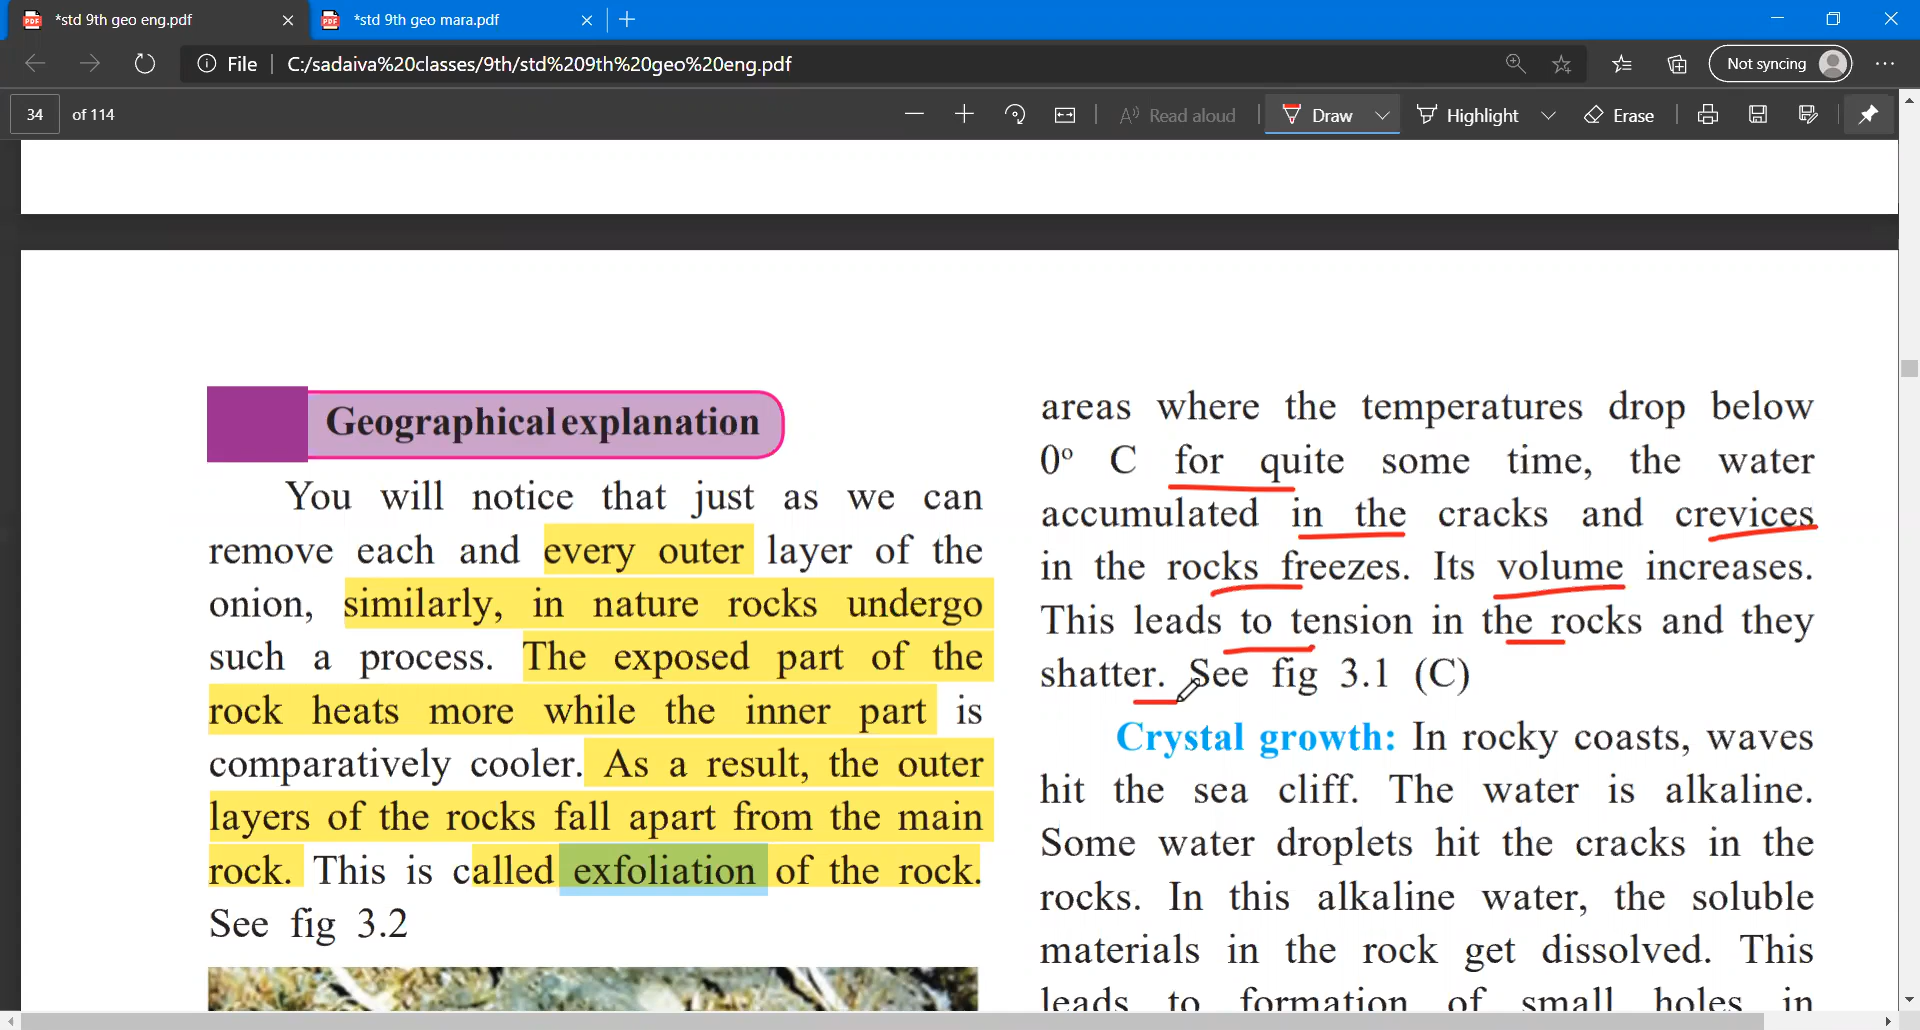 *std 9th geo eng.pdf
*std 9th geo mara.pdf
File
C:/sadaiva%20classes/9th/std%209th%20geo%20eng.pdf
Not syncing
34 of 114
Read aloud
Draw
Highlight
Erase
Geographical explanation
You will notice that just as we can
remove each and every outer layer of the
onion, similarly, in nature rocks undergo
such a process. The exposed part of the
rock heats more while the inner part is
comparatively cooler. As a result, the outer
layers of the rocks fall apart from the main
rock. This is called exfoliation of the rock.
See fig 3.2
areas where the temperatures drop below
0° C for quite some time, the water
accumulated in the cracks and crevices
in the rocks freezes. Its volume increases.
This leads to tension in the rocks and they
shatter. See fig 3.1 (C)
Crystal growth: In rocky coasts, waves
hit the sea cliff. The water is alkaline.
Some water droplets hit the cracks in the
rocks. In this alkaline water, the soluble
materials in the rock get dissolved. This
leads to formation of small holes in